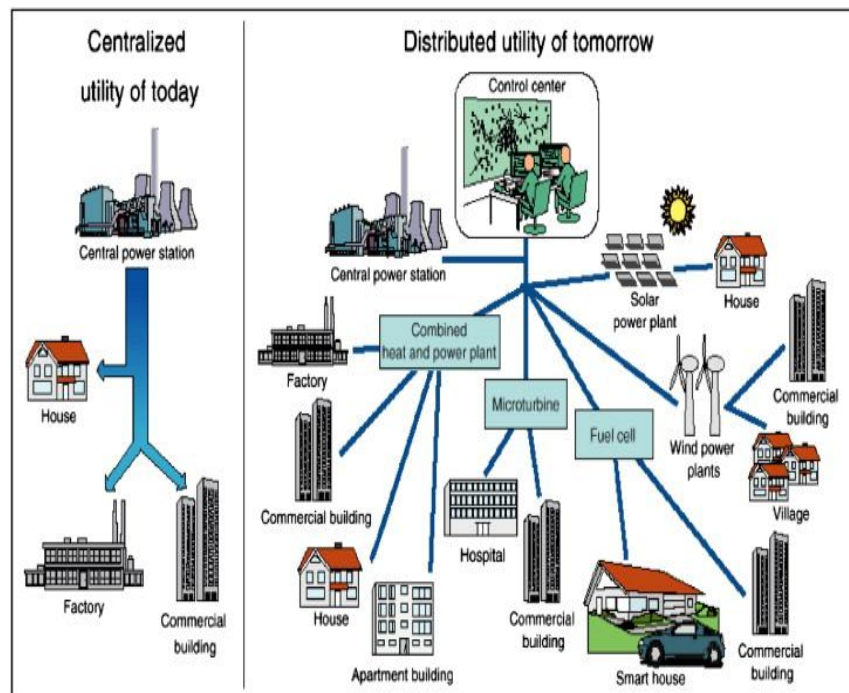 Centralized
utility of today
Central power station
House
Factory
Commercial
building
Distributed utility of tomorrow
Control center
Central power station
Solar
power plant
House
Combined
heat and power plant
Factory
Microturbine
Fuel cell
Wind power
plants
Commercial
building
Village
Commercial building
House
Apartment building
Hospital
Commercial
building
Smart house
Commercial
building